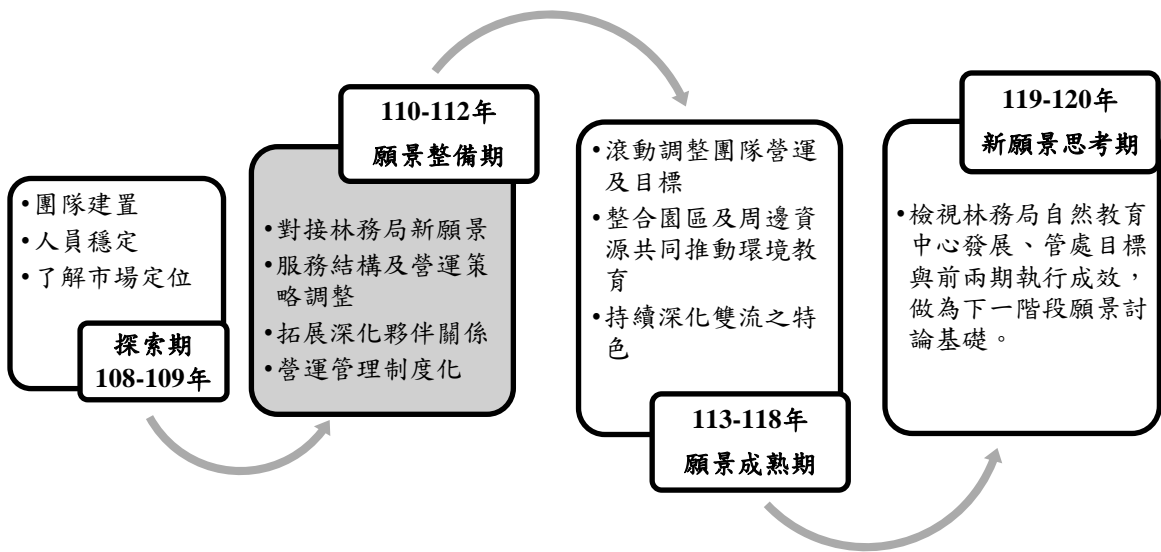 •團隊建置
•人員穩定
•了解市場定位
探索期
108-109年
110-112年
願景整備期
•對接林務局新願景
•服務結構及營運策
略調整
•拓展深化夥伴關係
•營運管理制度化
•滾動調整團隊營運
及目標
•整合園區及周邊資
源共同推動環境教
育
•持續深化雙流之特
色
113-118年
願景成熟期
119-120年
新願景思考期
•檢視林務局自然教育
中心發展、管處目標
與前兩期執行成效，
做為下一階段願景討
論基礎。